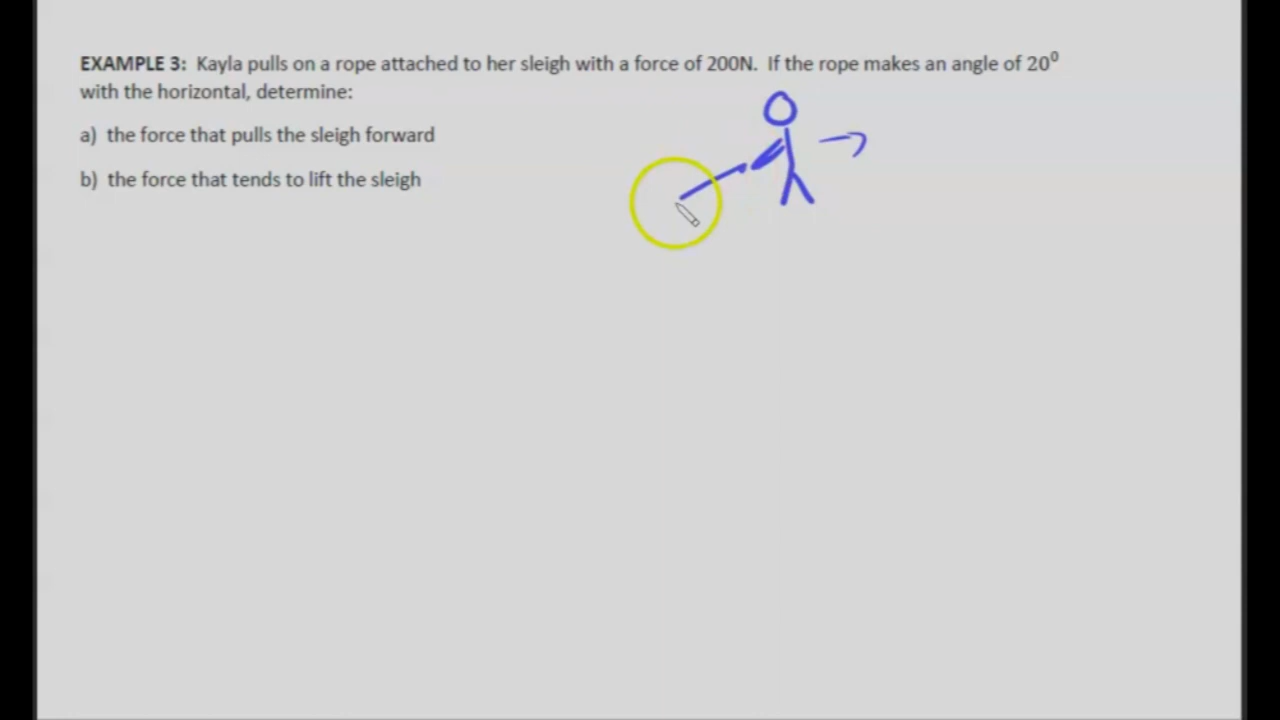 EXAMPLE 3: Kayla pulls on a rope attached to her sleigh with a force of 200N. If the rope makes an angle of 20⁰
with the horizontal, determine:
a) the force that pulls the sleigh forward
b) the force that tends to lift the sleigh